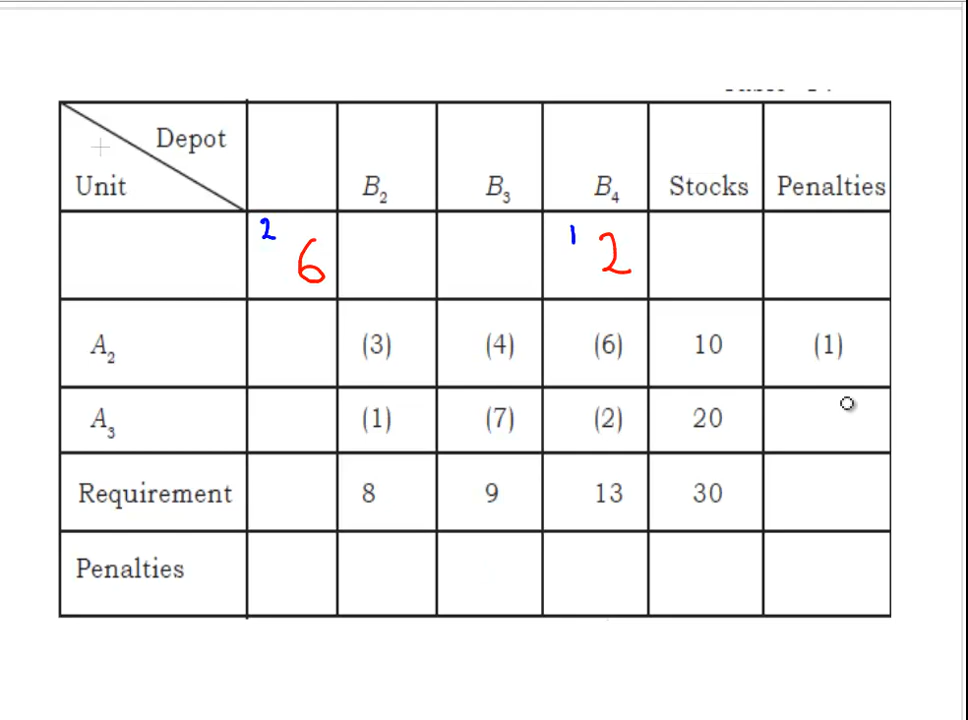 Depot
Unit B2 B3 B4 Stocks Penalties
2 6 1 2
A2 (3) (4) (6) 10 (1)
A3 (1) (7) (2) 20
Requirement 8 9 13 30
Penalties